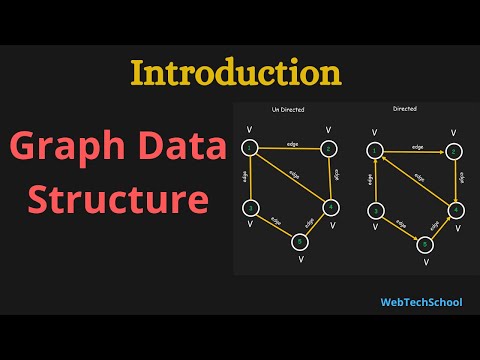 Introduction
Graph Data
Structure
Un Directed
Directed
V
V
V
V
1
edge
2
1
edge
2
edge
edge
edge
edge
edge
edge
3
4
3
4
V
edge
edge
V
V
edge
edge
V
5
5
V
V
WebTechSchool